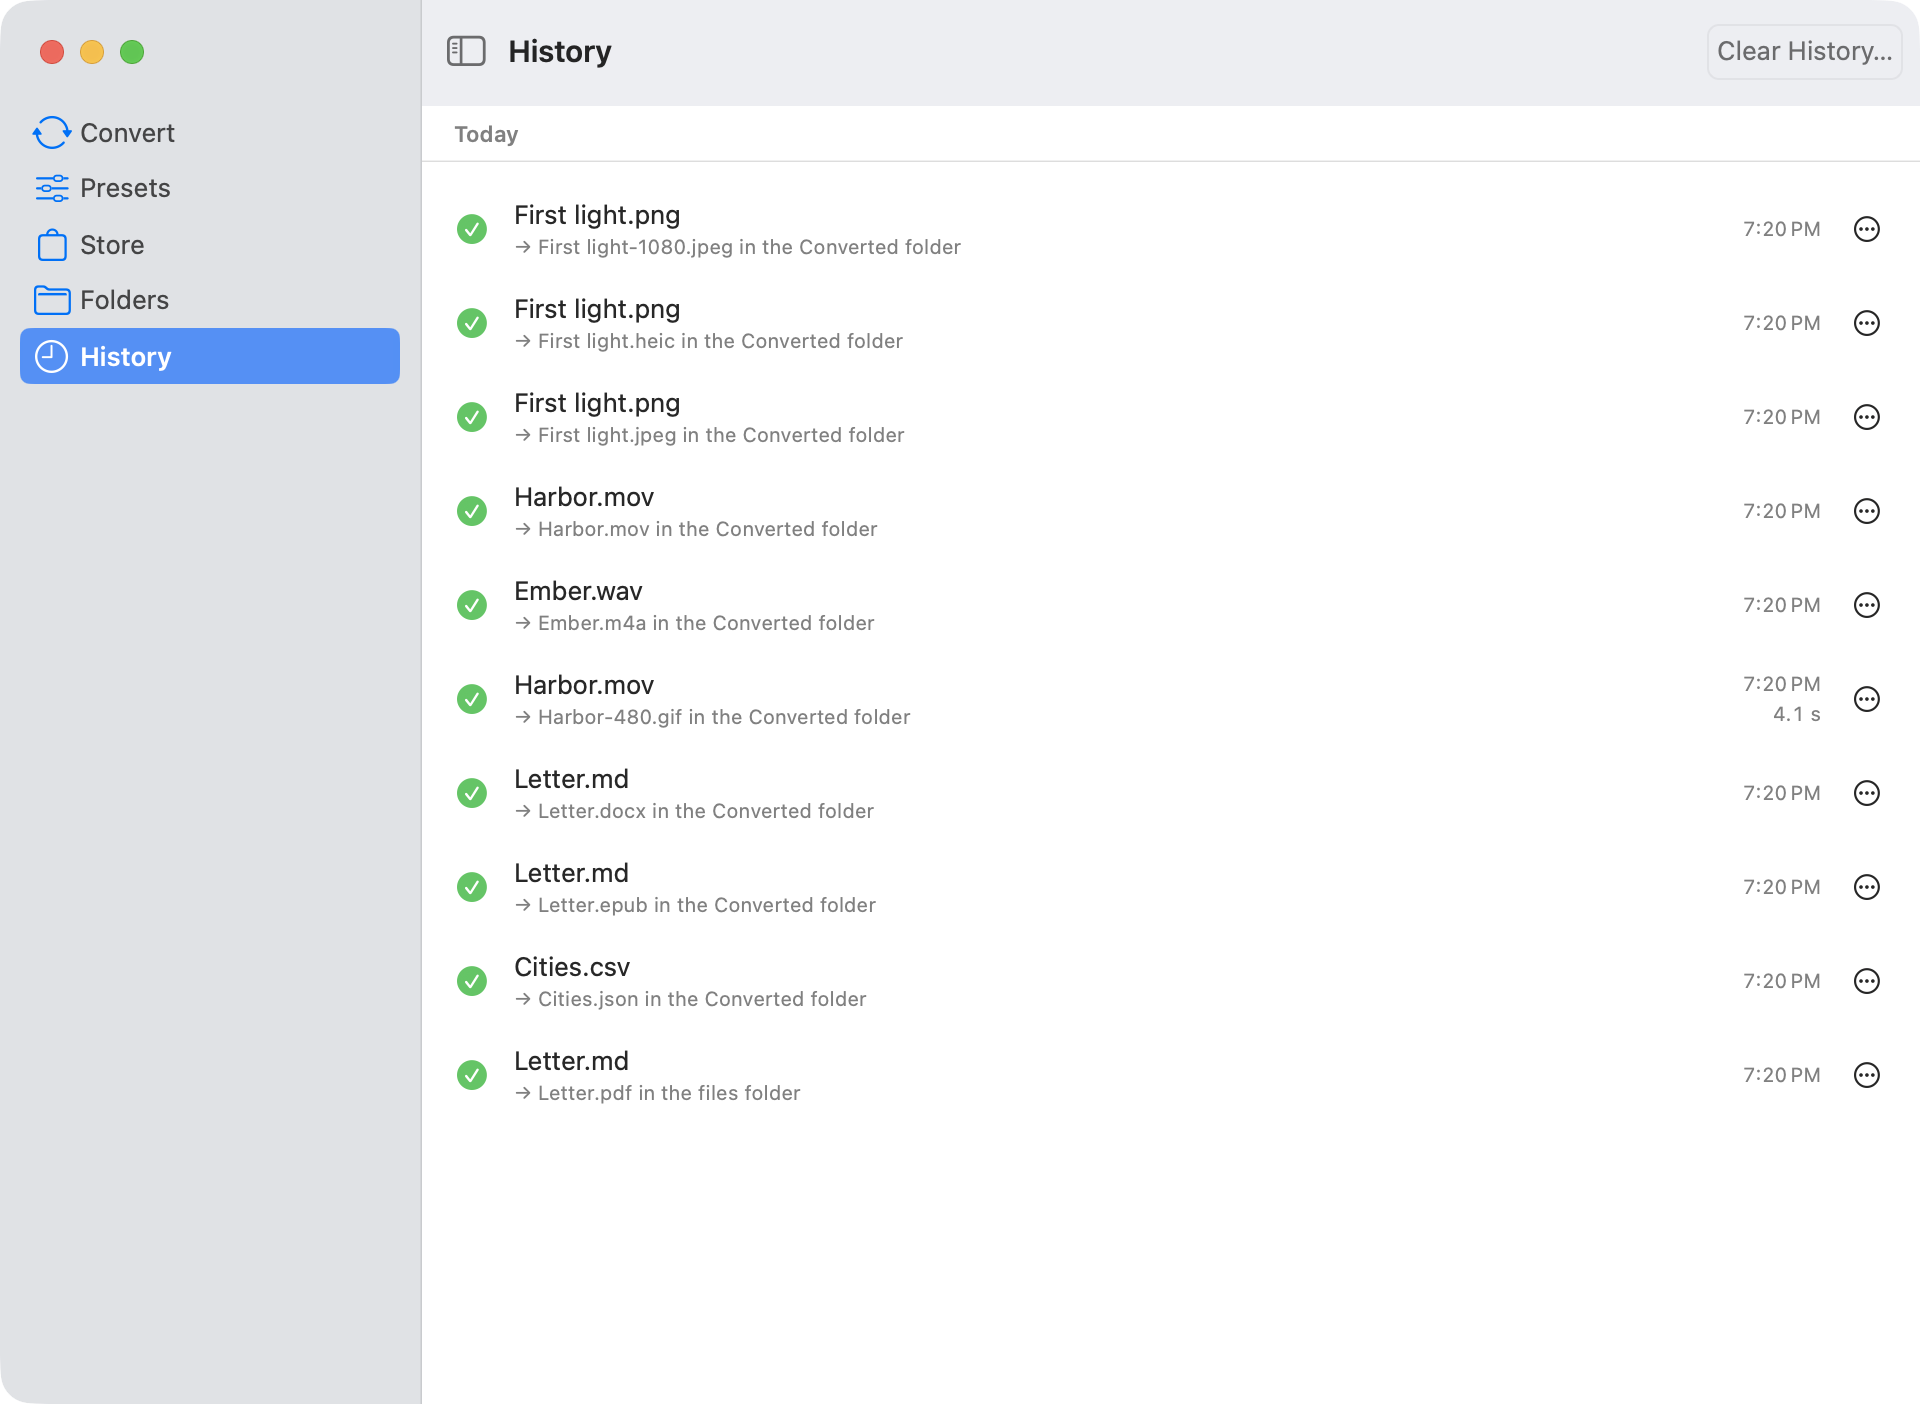 History
Clear History...
Convert
Presets
Store
Folders
History
Today
First light.png
→ First light-1080.jpeg in the Converted folder
7:20 PM
First light.png
→ First light.heic in the Converted folder
7:20 PM
First light.png
→ First light.jpeg in the Converted folder
7:20 PM
Harbor.mov
→ Harbor.mov in the Converted folder
7:20 PM
Ember.wav
→ Ember.m4a in the Converted folder
7:20 PM
Harbor.mov
→ Harbor-480.gif in the Converted folder
7:20 PM
4.1 s
Letter.md
→ Letter.docx in the Converted folder
7:20 PM
Letter.md
→ Letter.epub in the Converted folder
7:20 PM
Cities.csv
→ Cities.json in the Converted folder
7:20 PM
Letter.md
→ Letter.pdf in the files folder
7:20 PM